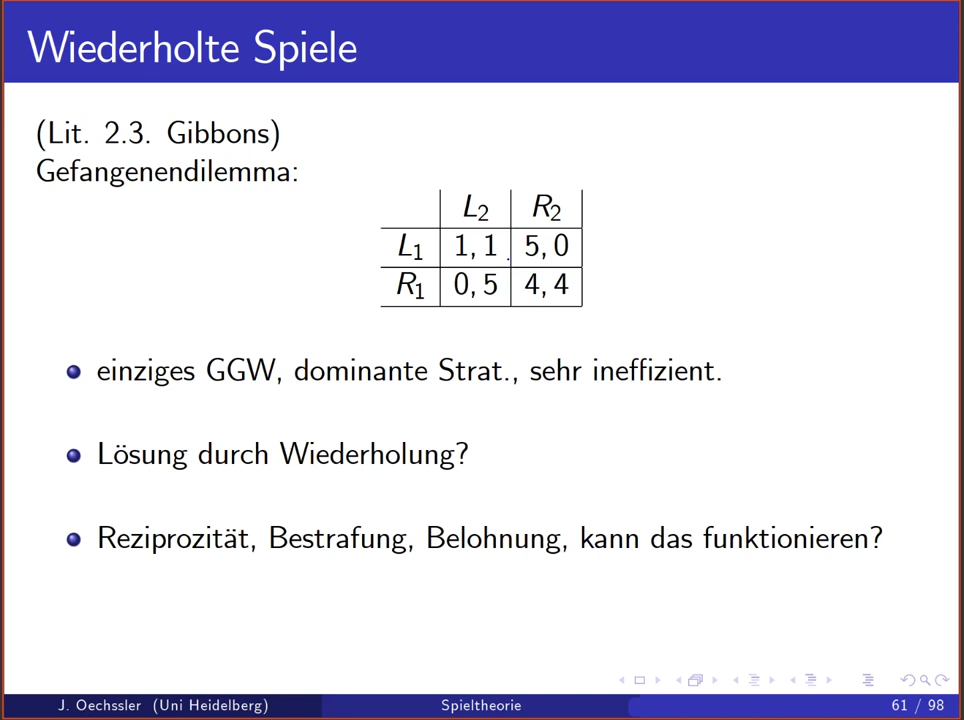 Wiederholte Spiele
(Lit. 2.3. Gibbons)
Gefangenendilemma:
L2 R2
L1 1, 1 5, 0
R1 0, 5 4, 4
einziges GGW, dominante Strat., sehr ineffizient.
Lösung durch Wiederholung?
Reziprozität, Bestrafung, Belohnung, kann das funktionieren?
J. Oechssler (Uni Heidelberg) Spieltheorie 61 / 98